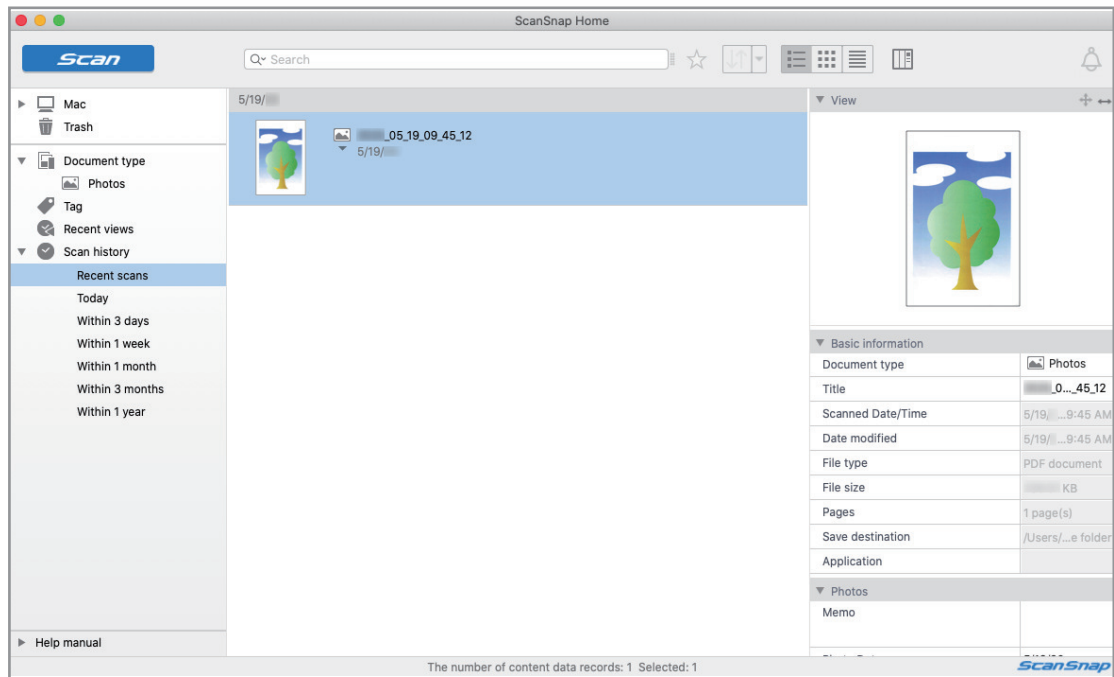 ScanSnap Home
Scan
Search
Mac
Trash
Document type
Photos
Tag
Recent views
Scan history
Recent scans
Today
Within 3 days
Within 1 week
Within 1 month
Within 3 months
Within 1 year
Help manual
5/19/
_05_19_09_45_12
5/19/
View
Basic information
Document type Photos
Title _0..._45_12
Scanned Date/Time 5/19/ ...9:45 AM
Date modified 5/19/ ...9:45 AM
File type PDF document
File size KB
Pages 1 page(s)
Save destination /Users/...e folder
Application
Photos
Memo
The number of content data records: 1 Selected: 1
ScanSnap